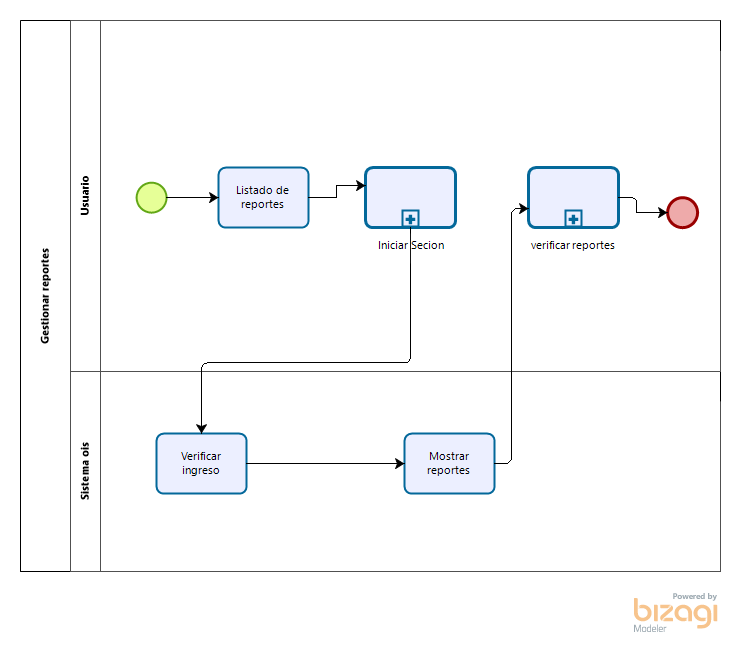 Gestionar reportes
Usuario
Listado de
reportes
Iniciar Secion
verificar reportes
Sistema ois
Verificar
ingreso
Mostrar
reportes
Powered by
bizagi
Modeler